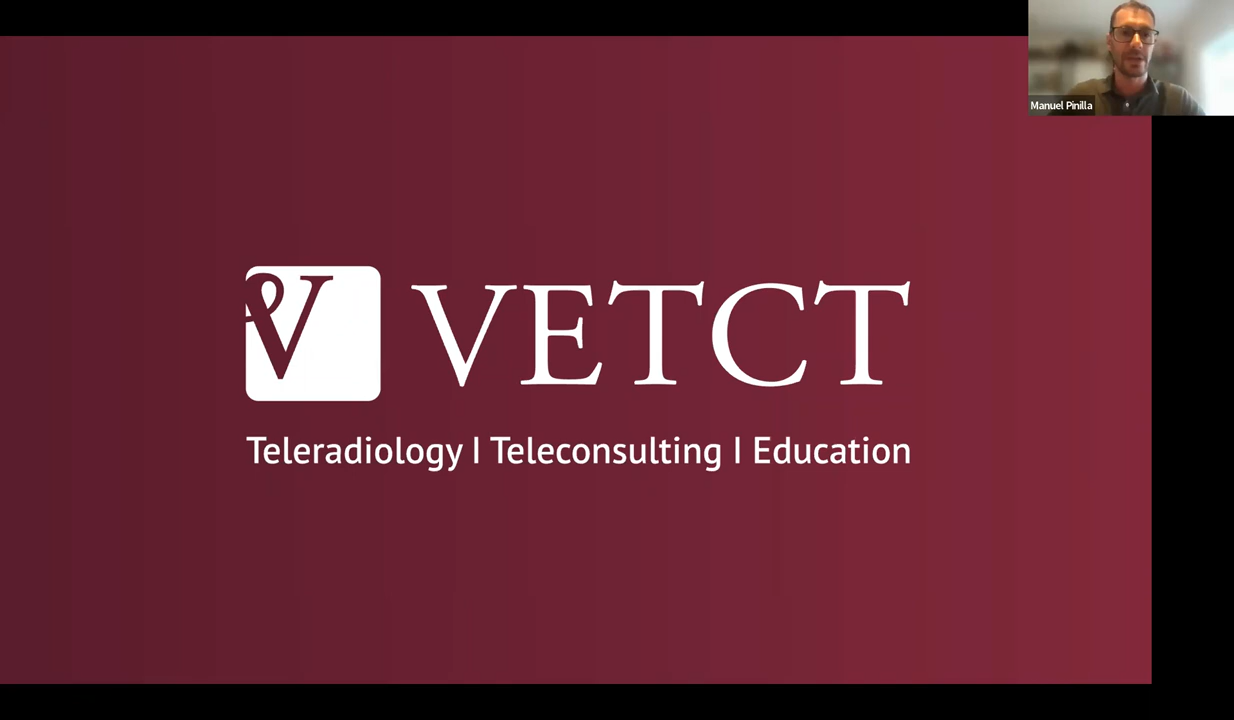 Manuel Pinilla
V VETCT
Teleradiology | Teleconsulting | Education